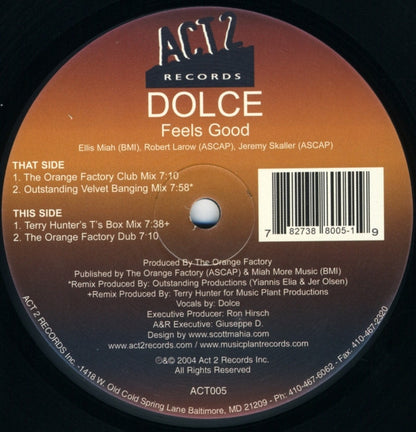 ACT 2
RECORDS
DOLCE
Feels Good
Ellis Miah (BMI), Robert Larow (ASCAP), Jeremy Skaller (ASCAP)
THAT SIDE
1. The Orange Factory Club Mix 7:10
2. Outstanding Velvet Banging Mix 7:58*
THIS SIDE
1. Terry Hunter's T's Box Mix 7:38+
2. The Orange Factory Dub 7:10
7 82738 8005-1 9
Produced By The Orange Factory
Published by The Orange Factory (ASCAP) & Miah More Music (BMI)
*Remix Produced By: Outstanding Productions (Yiannis Elia & Jer Olsen)
+Remix Produced By: Terry Hunter for Music Plant Productions
Vocals by: Dolce
Executive Producer: Ron Hirsch
A&R Executive: Giuseppe D.
Design by www.scottmahia.com
www.act2records.com / www.musicplantrecords.com
℗&© 2004 Act 2 Records Inc.
All Rights Reserved
ACT005
ACT 2 RECORDS INC. -1418 W. Old Cold Spring Lane Baltimore, MD 21209 - Ph: 410-467-6062 - Fax: 410-467-2320